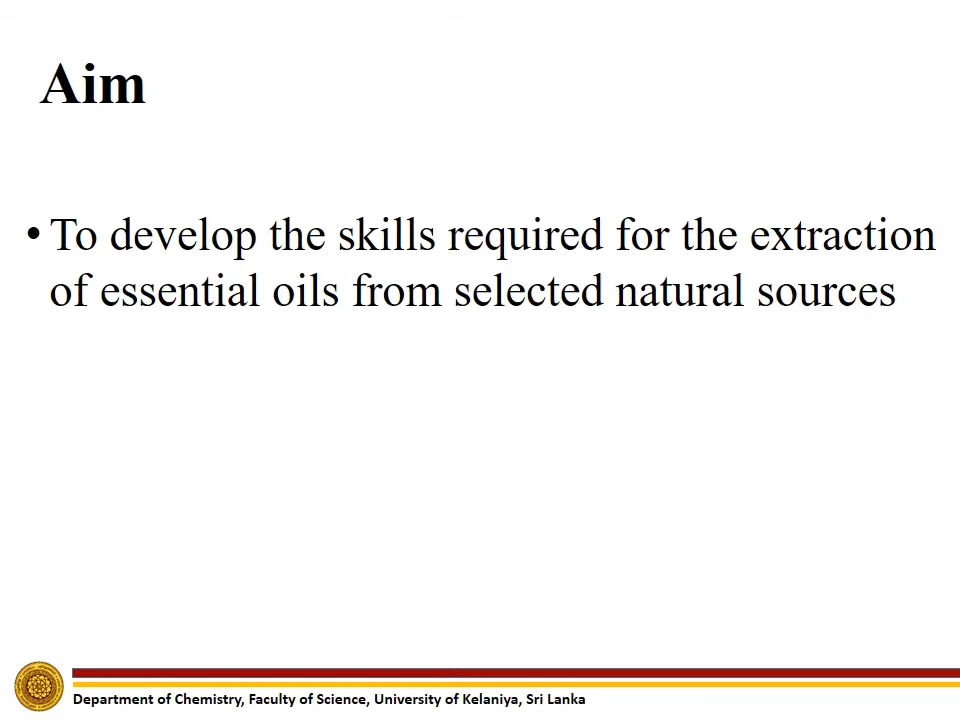 Aim
• To develop the skills required for the extraction
of essential oils from selected natural sources
Department of Chemistry, Faculty of Science, University of Kelaniya, Sri Lanka